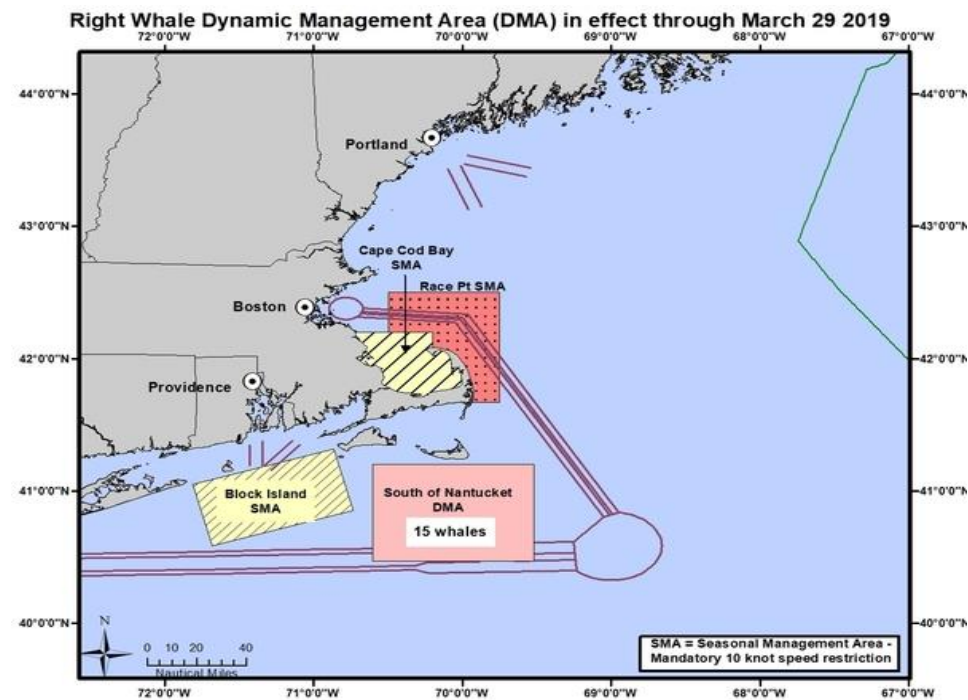 Right Whale Dynamic Management Area (DMA) in effect through March 29 2019
72°0'0"W 71°0'0"W 70°0'0"W 69°0'0"W 68°0'0"W 67°0'0"W
44°0'0"N 44°0'0"N
Portland
43°0'0"N 43°0'0"N
Cape Cod Bay
SMA
Race Pt SMA
Boston
42°0'0"N 42°0'0"N
Providence
41°0'0"N 41°0'0"N
Block Island
SMA
South of Nantucket
DMA
15 whales
40°0'0"N 40°0'0"N
N
0 10 20 40
Nautical Miles
SMA = Seasonal Management Area -
Mandatory 10 knot speed restriction
72°0'0"W 71°0'0"W 70°0'0"W 69°0'0"W 68°0'0"W 67°0'0"W